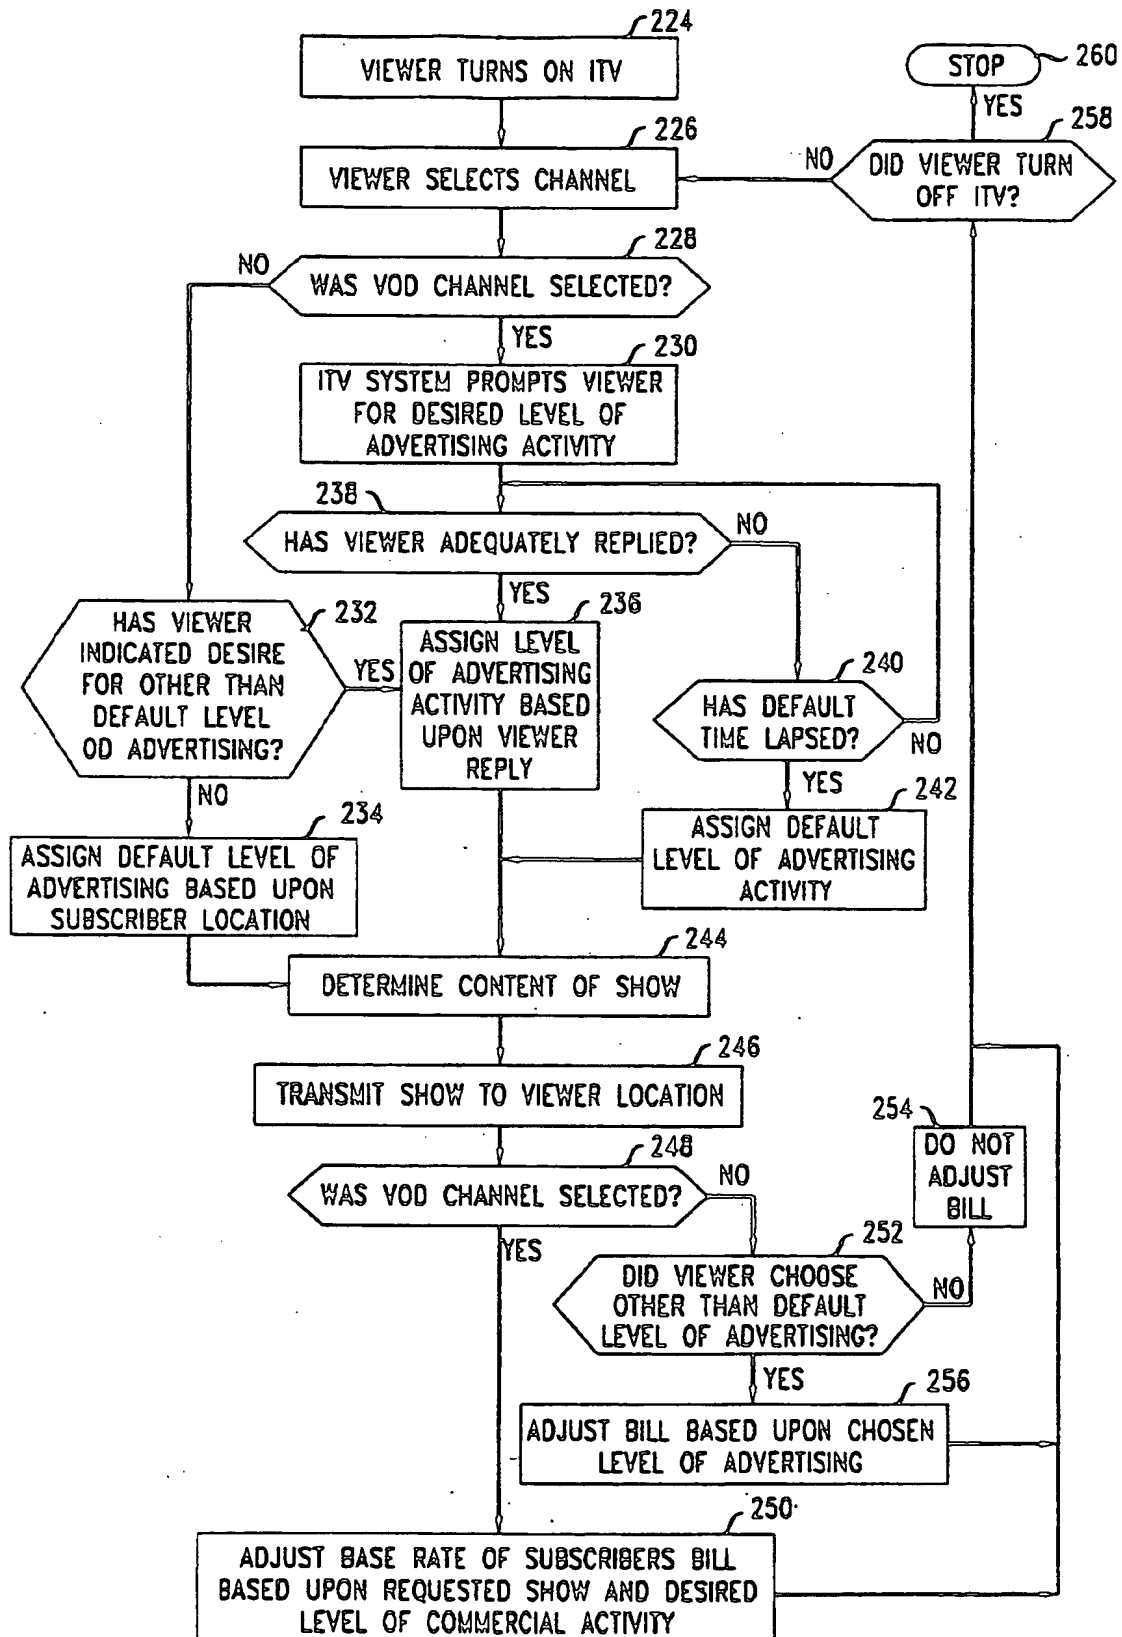 224
VIEWER TURNS ON ITV
STOP
260
YES
226
VIEWER SELECTS CHANNEL
NO
258
DID VIEWER TURN
OFF ITV?
228
NO
WAS VOD CHANNEL SELECTED?
YES
230
ITV SYSTEM PROMPTS VIEWER
FOR DESIRED LEVEL OF
ADVERTISING ACTIVITY
238
HAS VIEWER ADEQUATELY REPLIED?
NO
YES
232
HAS VIEWER
INDICATED DESIRE
FOR OTHER THAN
DEFAULT LEVEL
OD ADVERTISING?
YES
236
ASSIGN LEVEL
OF ADVERTISING
ACTIVITY BASED
UPON VIEWER
REPLY
240
HAS DEFAULT
TIME LAPSED?
NO
YES
NO
234
ASSIGN DEFAULT LEVEL OF
ADVERTISING BASED UPON
SUBSCRIBER LOCATION
242
ASSIGN DEFAULT
LEVEL OF ADVERTISING
ACTIVITY
244
DETERMINE CONTENT OF SHOW
246
TRANSMIT SHOW TO VIEWER LOCATION
248
WAS VOD CHANNEL SELECTED?
NO
YES
254
DO NOT
ADJUST
BILL
252
DID VIEWER CHOOSE
OTHER THAN DEFAULT
LEVEL OF ADVERTISING?
NO
YES
256
ADJUST BILL BASED UPON CHOSEN
LEVEL OF ADVERTISING
250
ADJUST BASE RATE OF SUBSCRIBERS BILL
BASED UPON REQUESTED SHOW AND DESIRED
LEVEL OF COMMERCIAL ACTIVITY